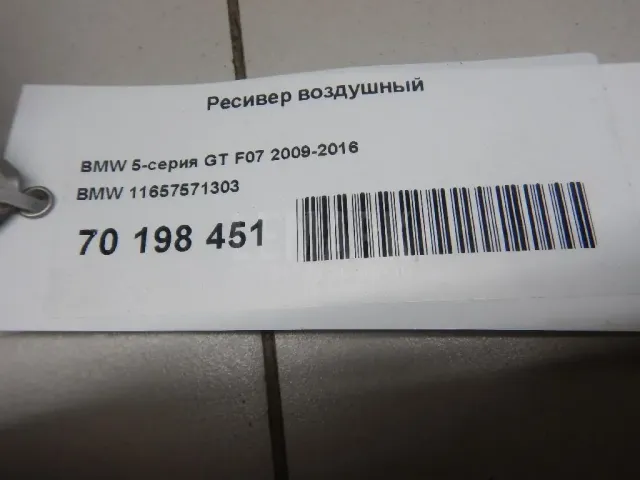 Ресивер воздушный
BMW 5-серия GT F07 2009-2016
BMW 11657571303
70 198 451